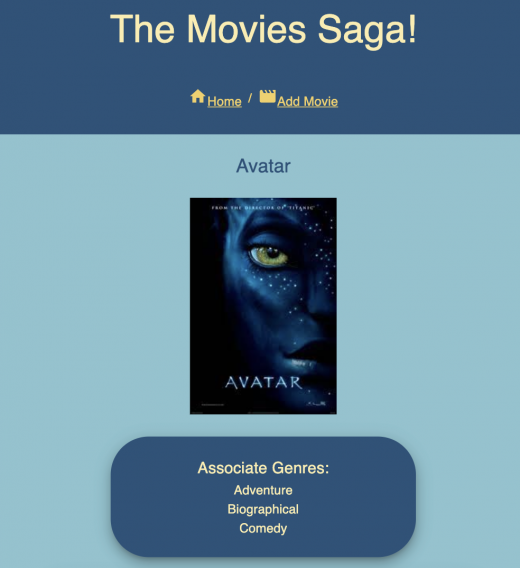 The Movies Saga!
Home / Add Movie
Avatar
FROM THE DIRECTOR OF "TITANIC"
AVATAR
Associate Genres:
Adventure
Biographical
Comedy